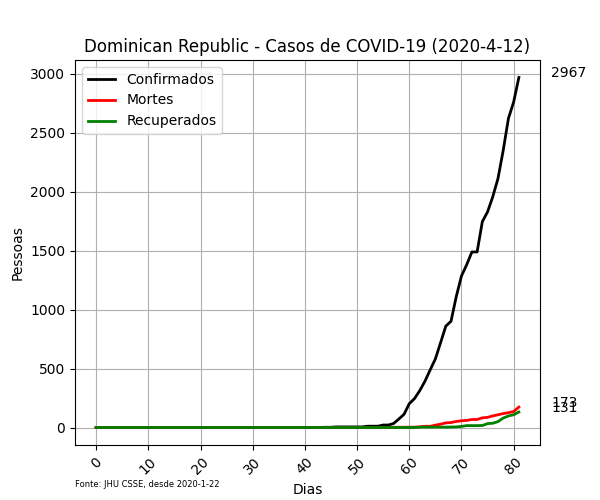 Dominican Republic - Casos de COVID-19 (2020-4-12)
Confirmados
Mortes
Recuperados
3000
2500
2000
1500
1000
500
0
Pessoas
2967
173
131
0
10
20
30
40
50
60
70
80
Dias
Fonte: JHU CSSE, desde 2020-1-22